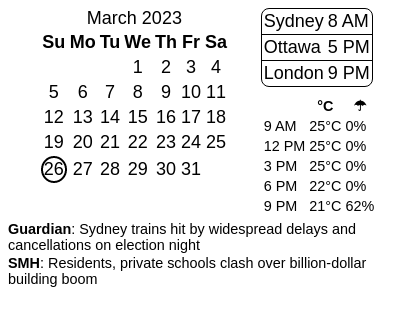 March 2023
Su Mo Tu We Th Fr Sa
1 2 3 4
5 6 7 8 9 10 11
12 13 14 15 16 17 18
19 20 21 22 23 24 25
26 27 28 29 30 31
Sydney 8 AM
Ottawa 5 PM
London 9 PM
°C ☂
9 AM 25°C 0%
12 PM 25°C 0%
3 PM 25°C 0%
6 PM 22°C 0%
9 PM 21°C 62%
Guardian: Sydney trains hit by widespread delays and
cancellations on election night
SMH: Residents, private schools clash over billion-dollar
building boom